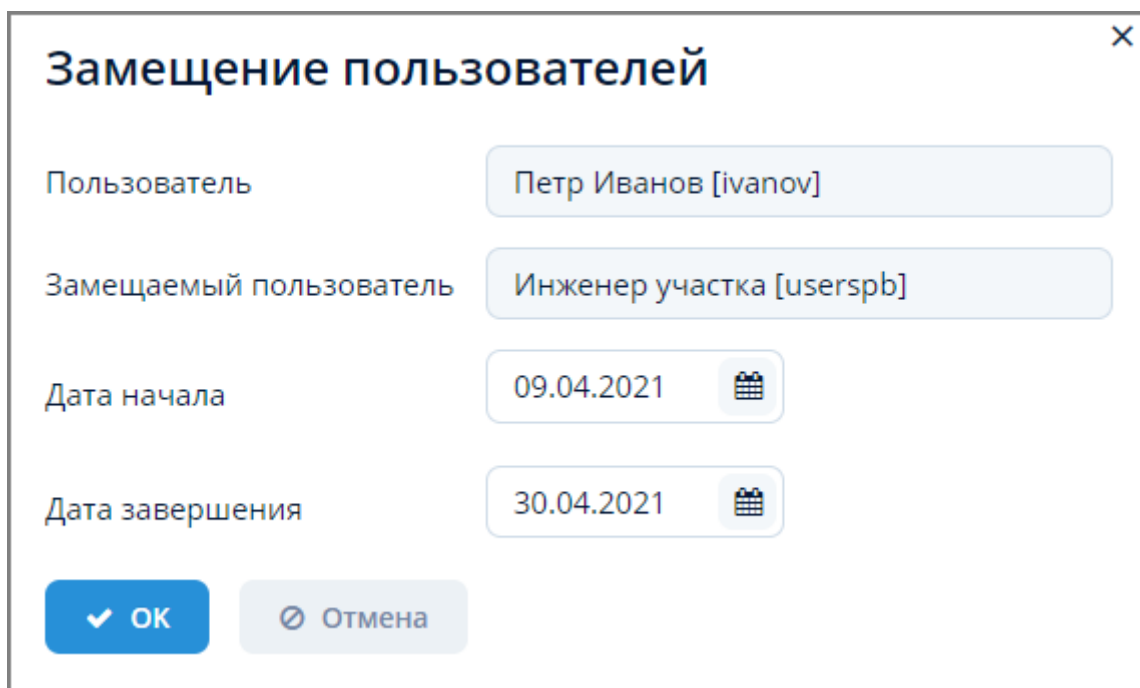 Замещение пользователей
Пользователь Петр Иванов [ivanov]
Замещаемый пользователь Инженер участка [userspb]
Дата начала 09.04.2021
Дата завершения 30.04.2021
ОК Отмена